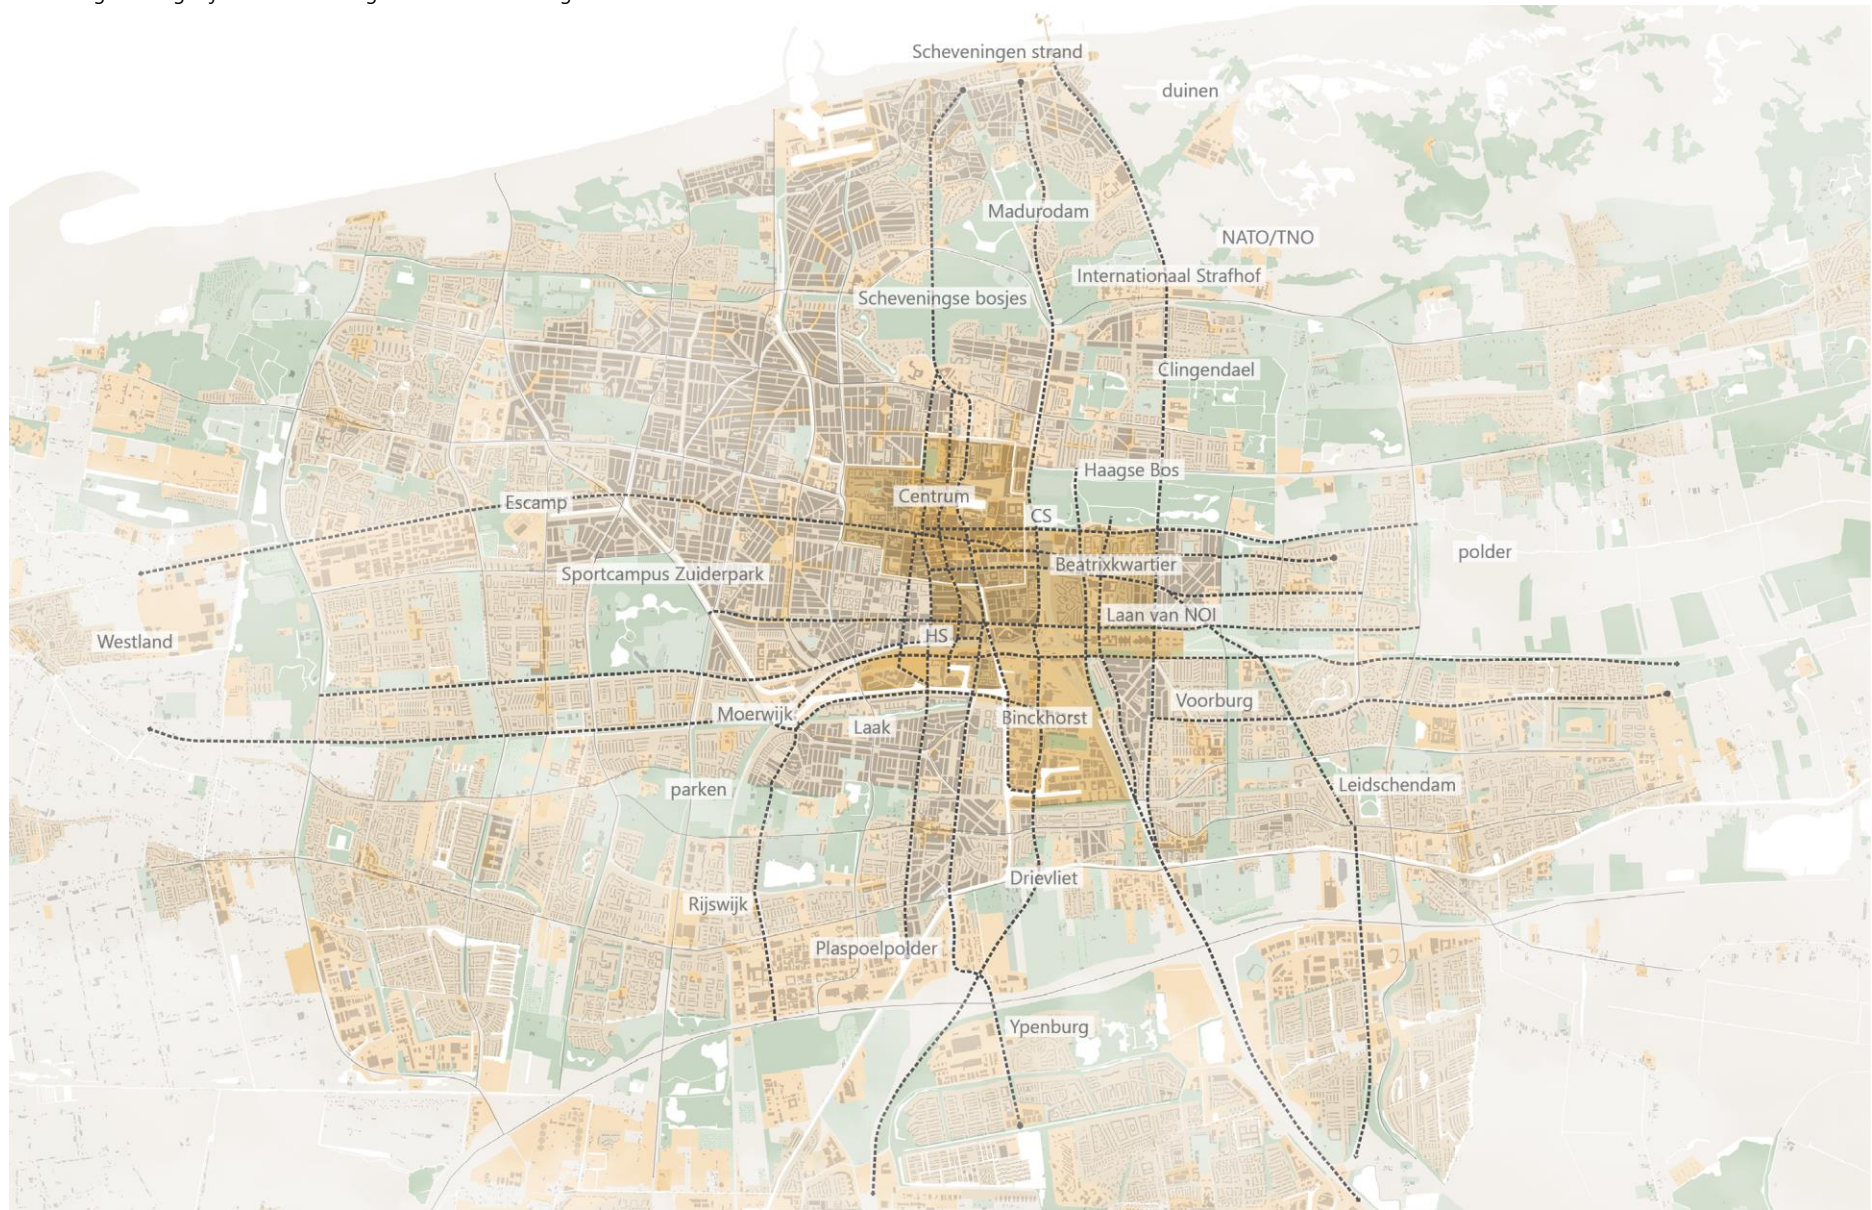 Scheveningen strand
duinen
Madurodam
NATO/TNO
Internationaal Strafhof
Scheveningse bosjes
Clingendael
Haagse Bos
Centrum
Escamp
CS
polder
Beatrixkwartier
Sportcampus Zuiderpark
Laan van NOI
HS
Westland
Voorburg
Moerwijk
Binckhorst
Laak
Leidschendam
parken
Drievliet
Rijswijk
Plaspoelpolder
Ypenburg